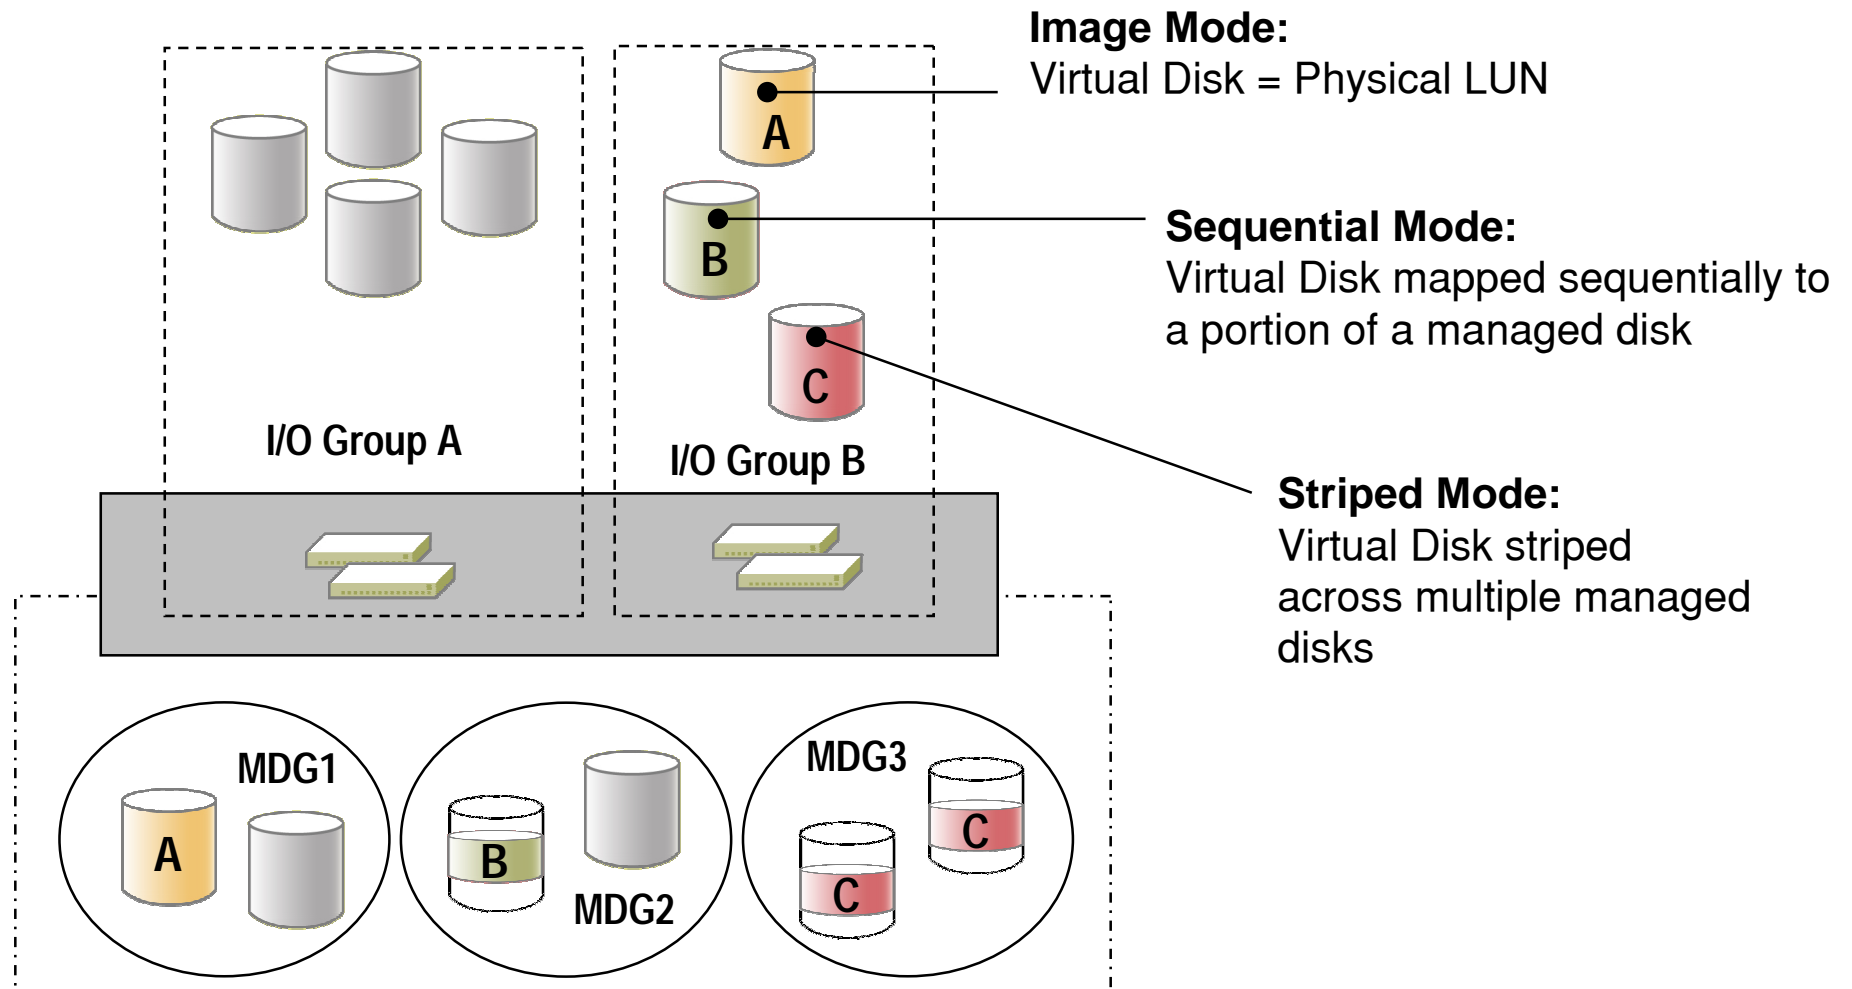 Image Mode:
Virtual Disk = Physical LUN
A
B
Sequential Mode:
Virtual Disk mapped sequentially to
a portion of a managed disk
C
I/O Group A
I/O Group B
Striped Mode:
Virtual Disk striped
across multiple managed
disks
MDG1
A
B
MDG2
MDG3
C
C